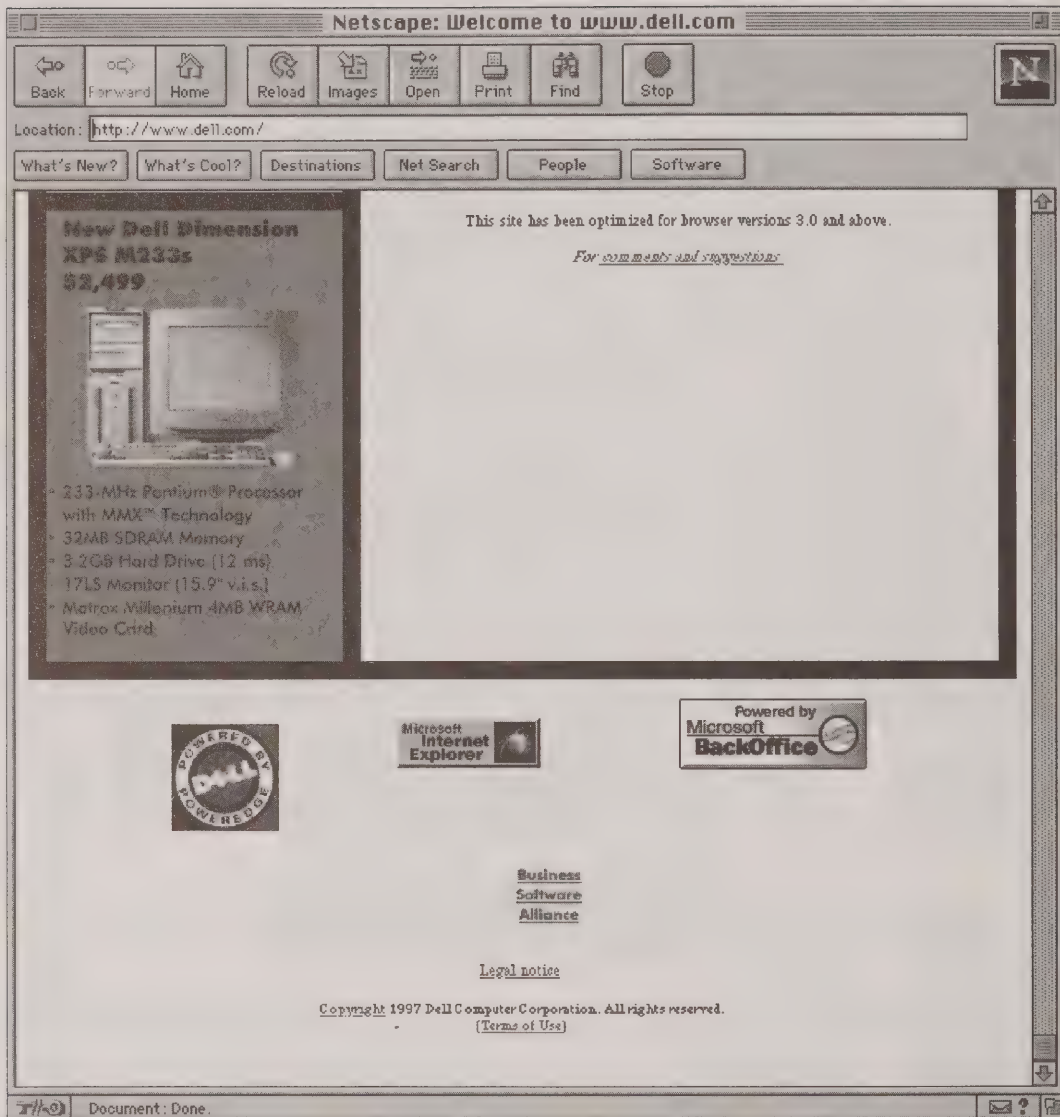 Netscape: Welcome to www.dell.com
Back Forward Home Reload Images Open Print Find Stop
N
Location: http://www.dell.com/
What's New? What's Cool? Destinations Net Search People Software
New Dell Dimension
XPS M233s
$2,499
• 233-MHz Pentium® Processor
with MMX™ Technology
• 32MB SDRAM Memory
• 3.2GB Hard Drive (12 ms)
17LS Monitor (15.9" v.i.s.)
• Matrox Millenium 4MB WRAM
Video Card
This site has been optimized for browser versions 3.0 and above.
For comments and suggestions
POWERED BY
DELL
POWEREDGE
Microsoft
Internet
Explorer
Powered by
Microsoft
BackOffice
Business
Software
Alliance
Legal notice
Copyright 1997 Dell Computer Corporation. All rights reserved.
(Terms of Use)
Document: Done.
?